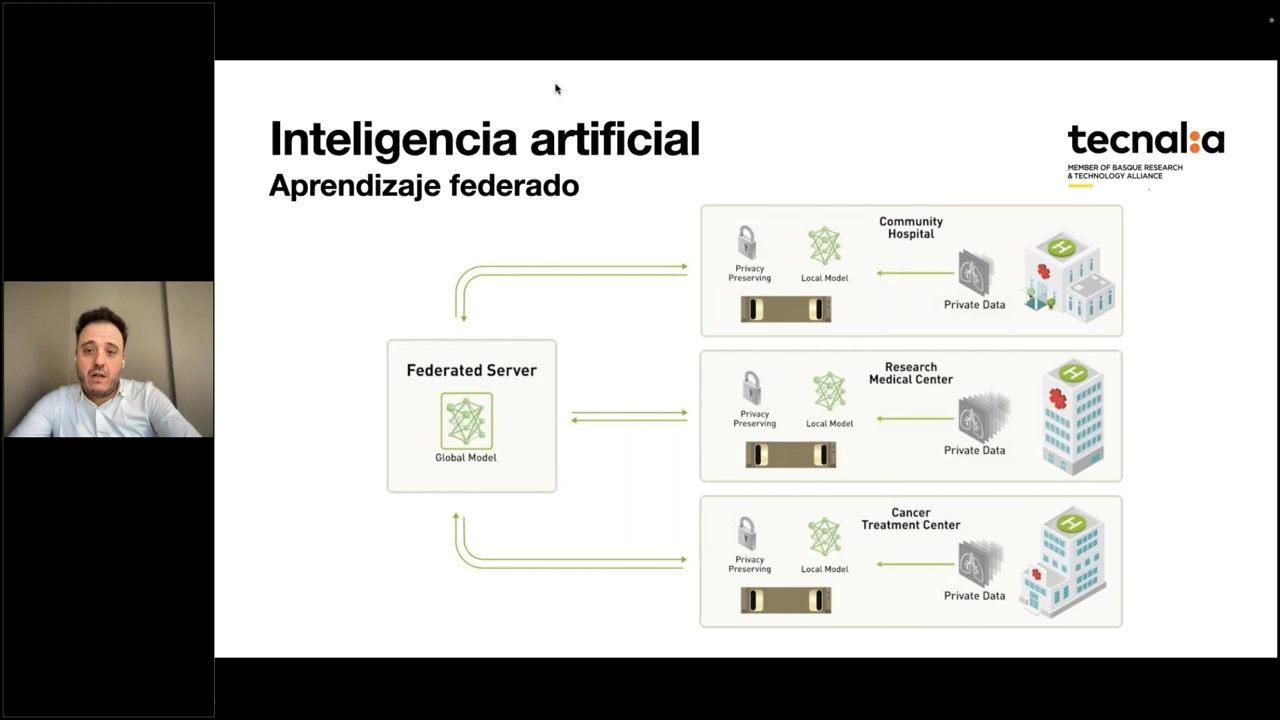 Inteligencia artificial
Aprendizaje federado
tecnal:a
MEMBER OF BASQUE RESEARCH
& TECHNOLOGY ALLIANCE
Federated Server
Global Model
Community
Hospital
Privacy
Preserving
Local Model
Private Data
Research
Medical Center
Privacy
Preserving
Local Model
Private Data
Cancer
Treatment Center
Privacy
Preserving
Local Model
Private Data
H
H
H